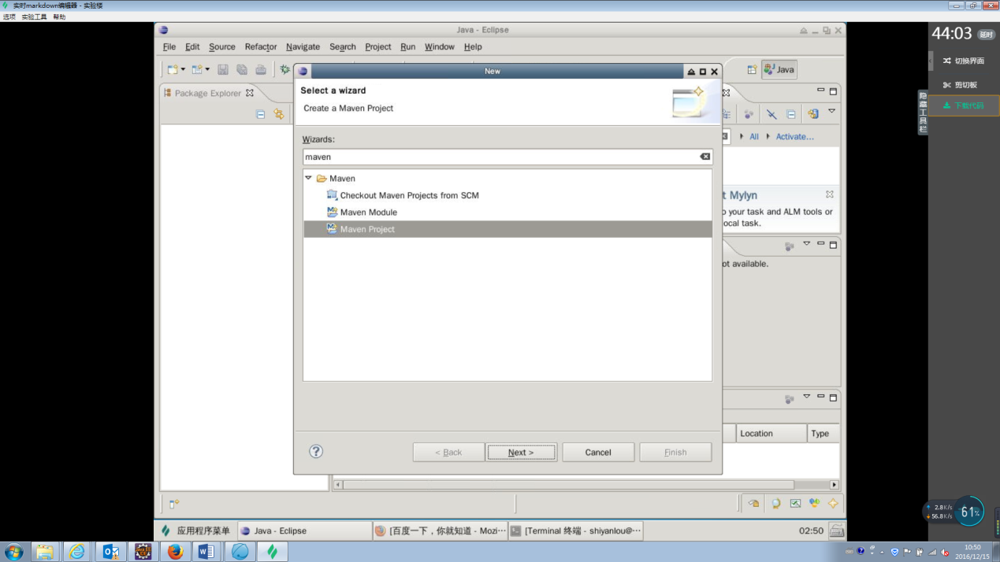 实时markdown编辑器 - 实验楼
选项 实验工具 帮助
Java - Eclipse
File Edit Source Refactor Navigate Search Project Run Window Help
44:03 延时
切换界面
剪切板
下载代码
隐藏工具栏
Java
Package Explorer
New
Select a wizard
Create a Maven Project
Wizards:
maven
Maven
Checkout Maven Projects from SCM
Maven Module
Maven Project
All Activate...
t Mylyn
o your task and ALM tools or
ocal task.
ot available.
Location Type
< Back Next > Cancel Finish
应用程序菜单 Java - Eclipse [百度一下，你就知道 - Mozi··· [Terminal 终端 - shiyanlou@··· 02:50
2.8K/s
56.8K/s
61%
10:50
2016/12/15